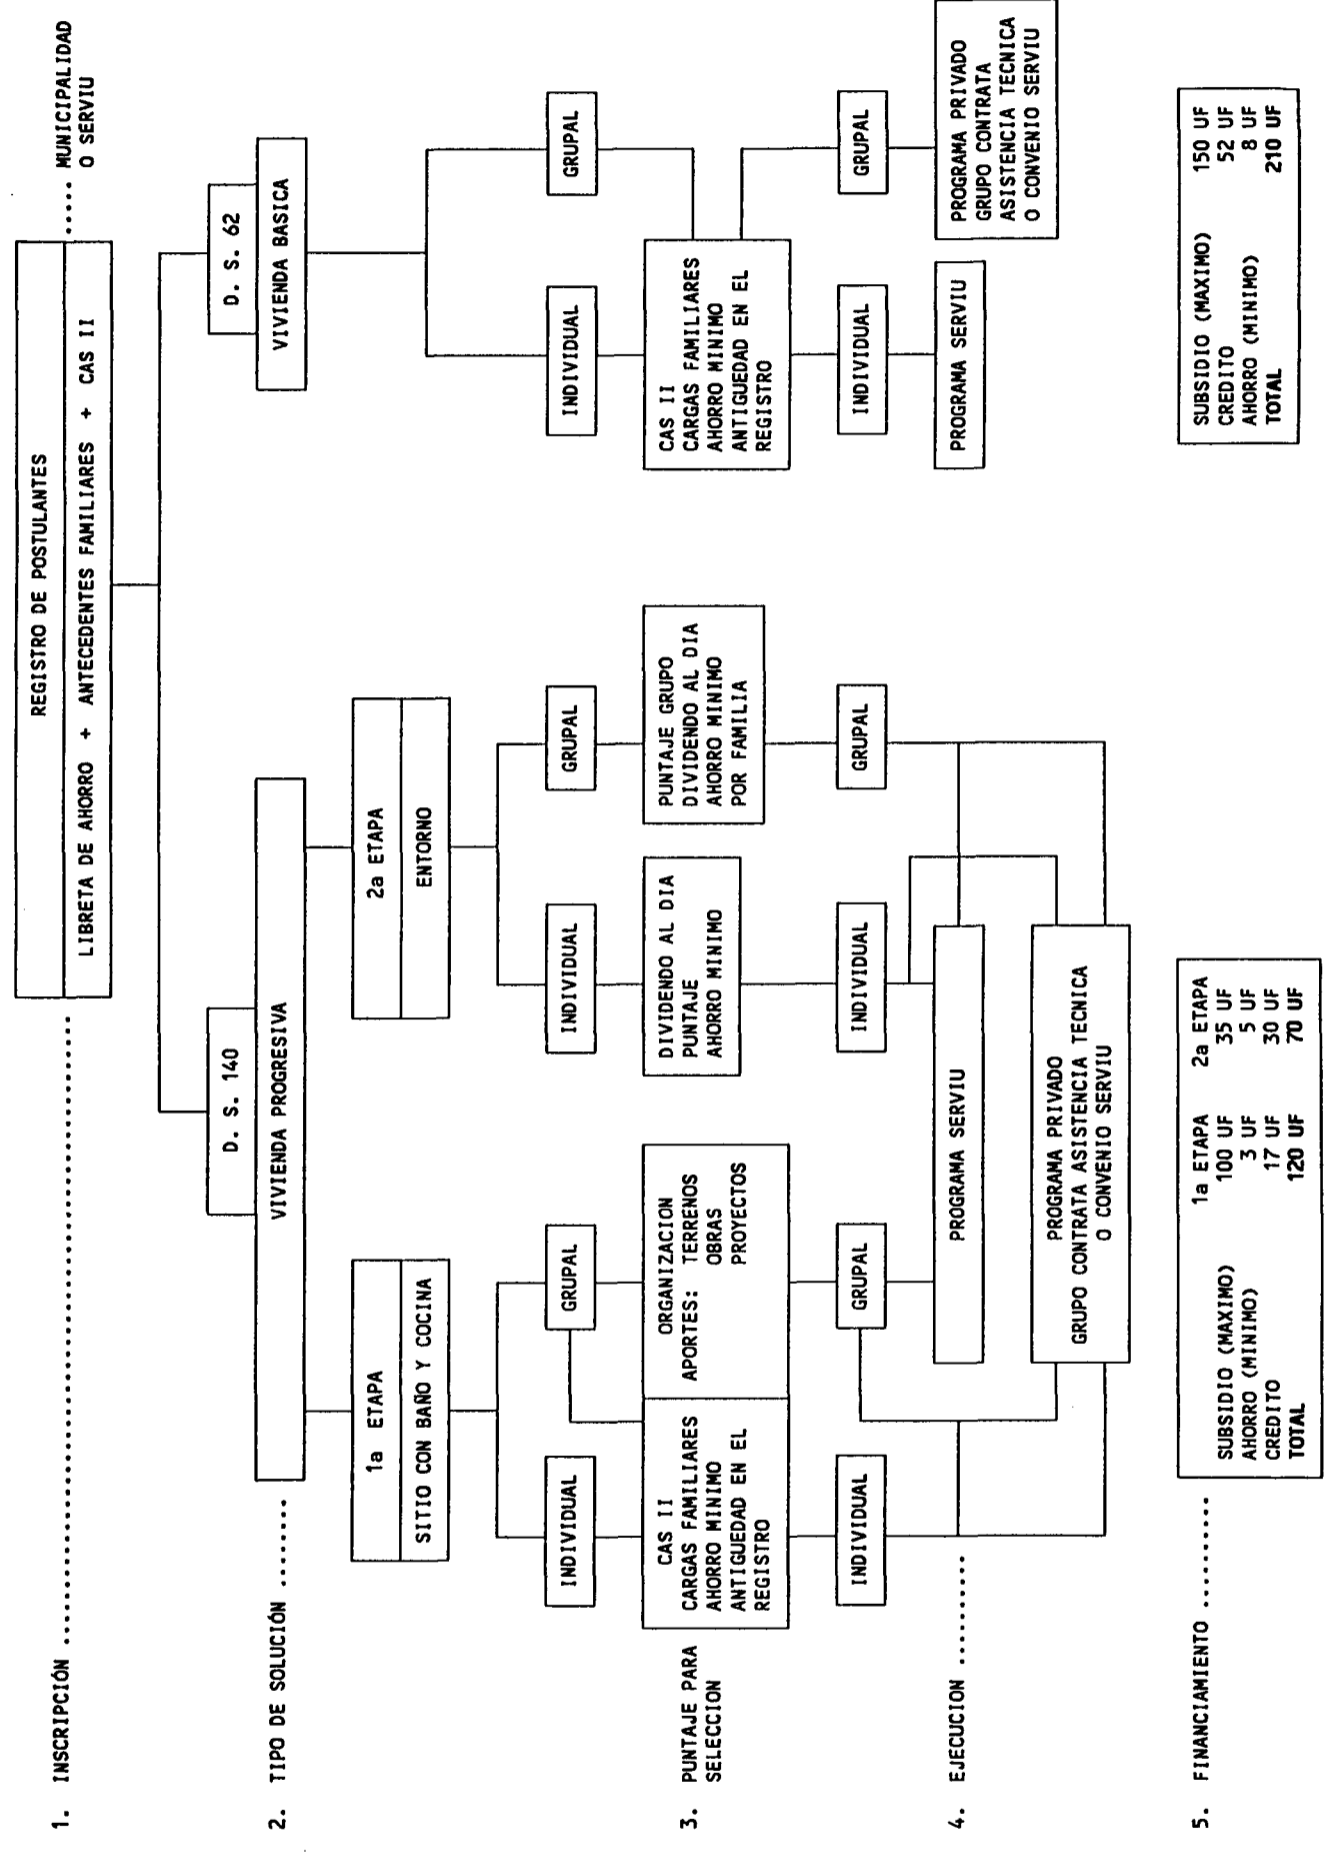 1. INSCRIPCIÓN ..........................................
REGISTRO DE POSTULANTES
LIBRETA DE AHORRO + ANTECEDENTES FAMILIARES + CAS II
..... MUNICIPALIDAD
O SERVIU
2. TIPO DE SOLUCIÓN ........
D. S. 140
VIVIENDA PROGRESIVA
D. S. 62
VIVIENDA BASICA
1a ETAPA
SITIO CON BAÑO Y COCINA
2a ETAPA
ENTORNO
INDIVIDUAL
GRUPAL
INDIVIDUAL
GRUPAL
INDIVIDUAL
GRUPAL
3. PUNTAJE PARA
SELECCION
CAS II
CARGAS FAMILIARES
AHORRO MINIMO
ANTIGUEDAD EN EL
REGISTRO
ORGANIZACION
APORTES: TERRENOS
OBRAS
PROYECTOS
DIVIDENDO AL DIA
PUNTAJE
AHORRO MINIMO
PUNTAJE GRUPO
DIVIDENDO AL DIA
AHORRO MINIMO
POR FAMILIA
CAS II
CARGAS FAMILIARES
AHORRO MINIMO
ANTIGUEDAD EN EL
REGISTRO
INDIVIDUAL
GRUPAL
INDIVIDUAL
GRUPAL
INDIVIDUAL
GRUPAL
4. EJECUCION .........
PROGRAMA SERVIU
PROGRAMA PRIVADO
GRUPO CONTRATA ASISTENCIA TECNICA
O CONVENIO SERVIU
PROGRAMA SERVIU
PROGRAMA PRIVADO
GRUPO CONTRATA
ASISTENCIA TECNICA
O CONVENIO SERVIU
5. FINANCIAMIENTO .........
1a ETAPA 2a ETAPA
SUBSIDIO (MAXIMO) 100 UF 35 UF
AHORRO (MINIMO) 3 UF 5 UF
CREDITO 17 UF 30 UF
TOTAL 120 UF 70 UF
SUBSIDIO (MAXIMO) 150 UF
CREDITO 52 UF
AHORRO (MINIMO) 8 UF
TOTAL 210 UF